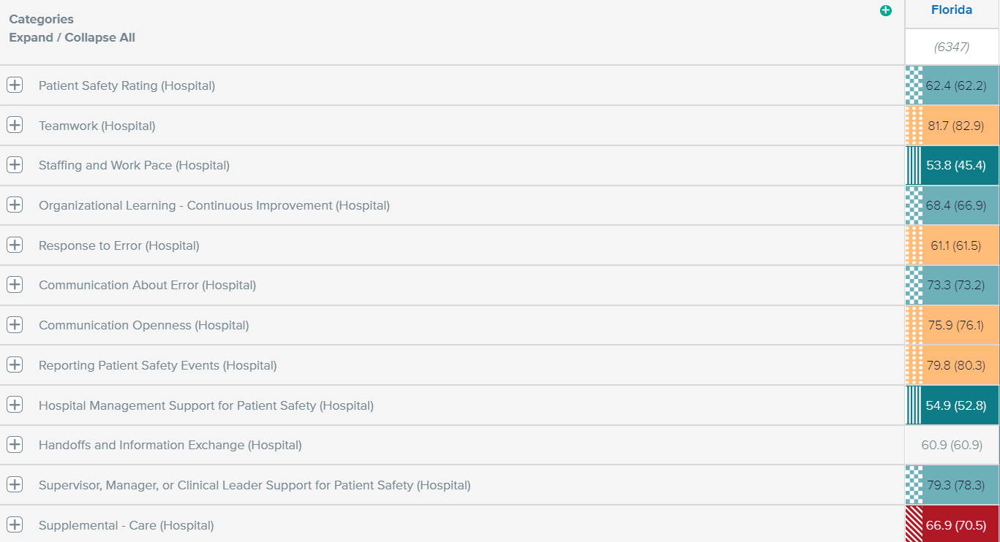 Categories
Expand / Collapse All
Florida
(6347)
Patient Safety Rating (Hospital) 62.4 (62.2)
Teamwork (Hospital) 81.7 (82.9)
Staffing and Work Pace (Hospital) 53.8 (45.4)
Organizational Learning - Continuous Improvement (Hospital) 68.4 (66.9)
Response to Error (Hospital) 61.1 (61.5)
Communication About Error (Hospital) 73.3 (73.2)
Communication Openness (Hospital) 75.9 (76.1)
Reporting Patient Safety Events (Hospital) 79.8 (80.3)
Hospital Management Support for Patient Safety (Hospital) 54.9 (52.8)
Handoffs and Information Exchange (Hospital) 60.9 (60.9)
Supervisor, Manager, or Clinical Leader Support for Patient Safety (Hospital) 79.3 (78.3)
Supplemental - Care (Hospital) 66.9 (70.5)